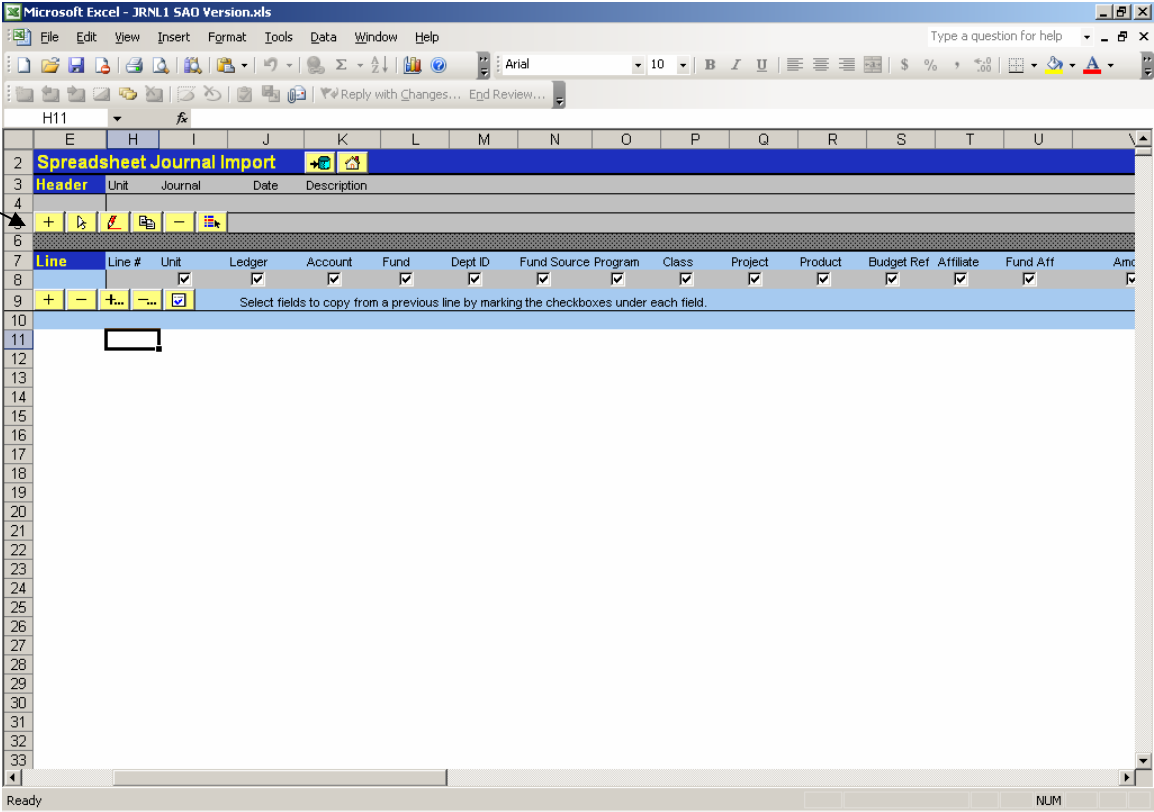 Microsoft Excel - JRNL1 SAO Version.xls
File Edit View Insert Format Tools Data Window Help Type a question for help
Arial 10 B I U $ % ,
Reply with Changes... End Review...
H11 fx
E H I J K L M N O P Q R S T U
2 Spreadsheet Journal Import
3 Header Unit Journal Date Description
4
5
6
7 Line Line # Unit Ledger Account Fund Dept ID Fund Source Program Class Project Product Budget Ref Affiliate Fund Aff
8
9 Select fields to copy from a previous line by marking the checkboxes under each field.
10
11
12
13
14
15
16
17
18
19
20
21
22
23
24
25
26
27
28
29
30
31
32
33
Ready NUM